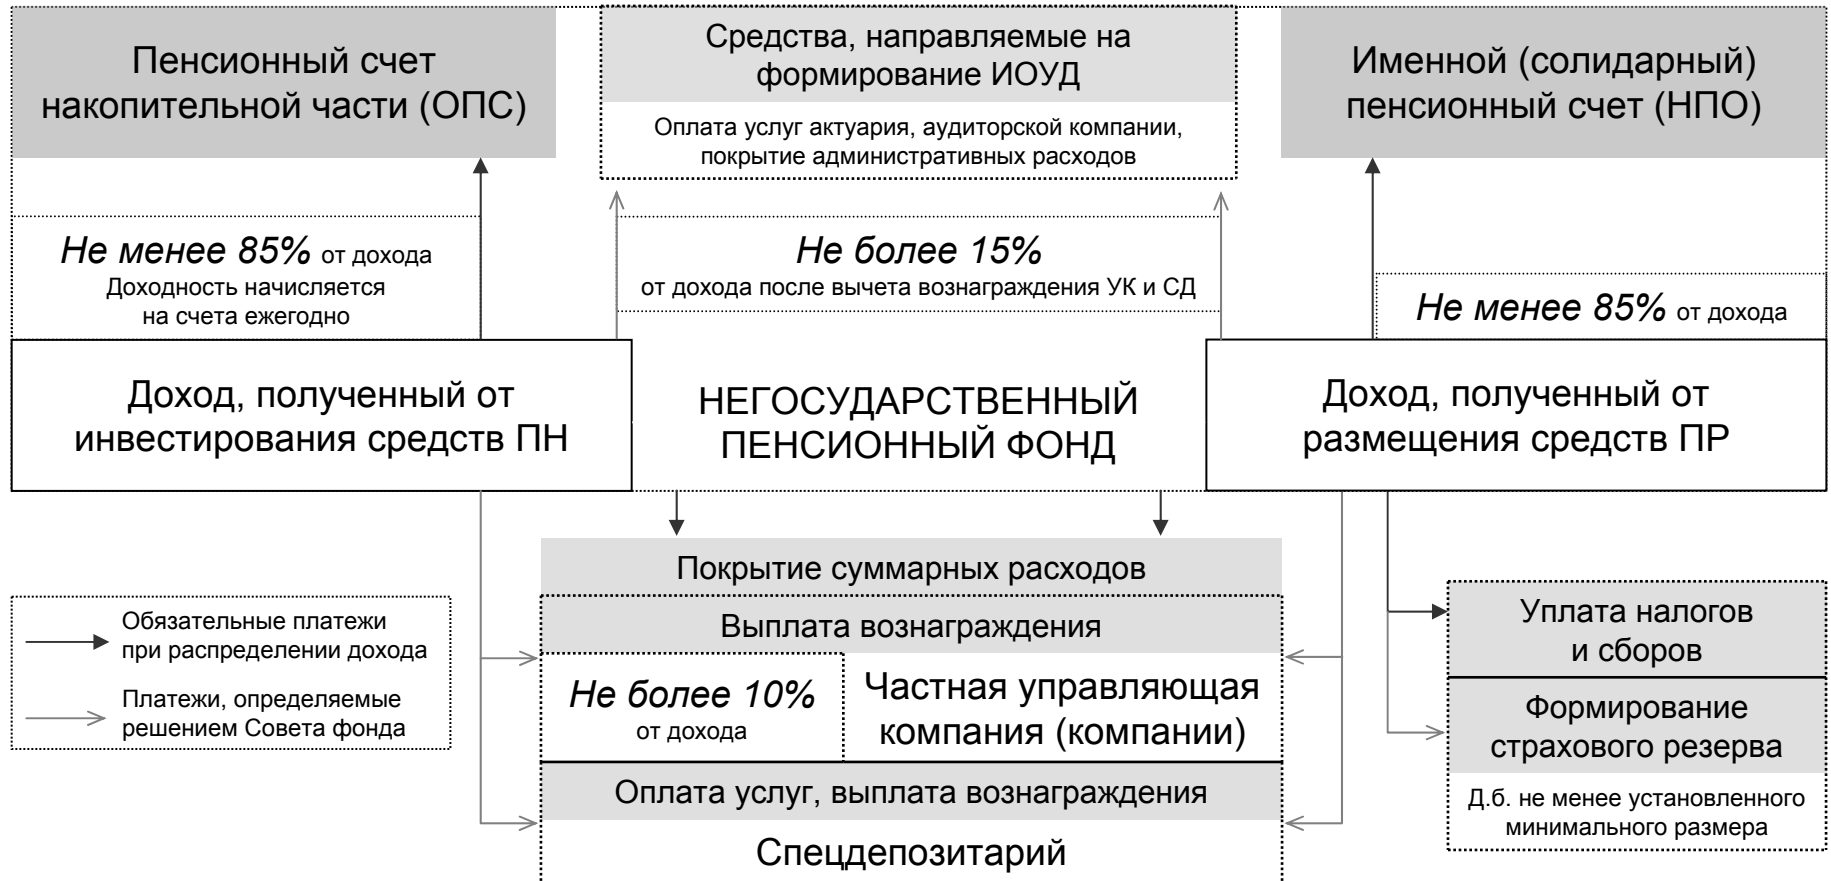 Пенсионный счет
накопительной части (ОПС)
Средства, направляемые на
формирование ИОУД
Оплата услуг актуария, аудиторской компании,
покрытие административных расходов
Именной (солидарный)
пенсионный счет (НПО)
Не менее 85% от дохода
Доходность начисляется
на счета ежегодно
Не более 15%
от дохода после вычета вознаграждения УК и СД
Не менее 85% от дохода
Доход, полученный от
инвестирования средств ПН
НЕГОСУДАРСТВЕННЫЙ
ПЕНСИОННЫЙ ФОНД
Доход, полученный от
размещения средств ПР
Покрытие суммарных расходов
Выплата вознаграждения
Не более 10%
от дохода
Частная управляющая
компания (компании)
Оплата услуг, выплата вознаграждения
Спецдепозитарий
Обязательные платежи
при распределении дохода
Платежи, определяемые
решением Совета фонда
Уплата налогов
и сборов
Формирование
страхового резерва
Д.б. не менее установленного
минимального размера